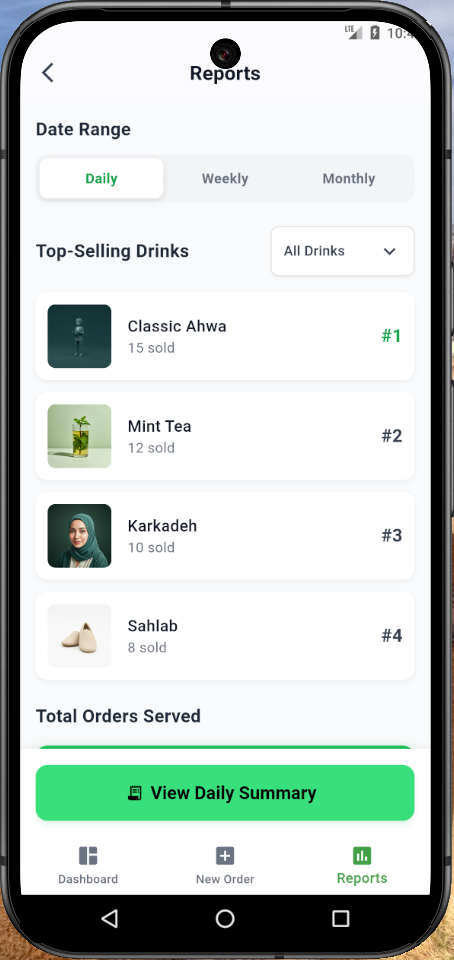 LTE 10:4
Reports
Date Range
Daily Weekly Monthly
Top-Selling Drinks All Drinks
Classic Ahwa
15 sold
#1
Mint Tea
12 sold
#2
Karkadeh
10 sold
#3
Sahlab
8 sold
#4
Total Orders Served
View Daily Summary
Dashboard New Order Reports